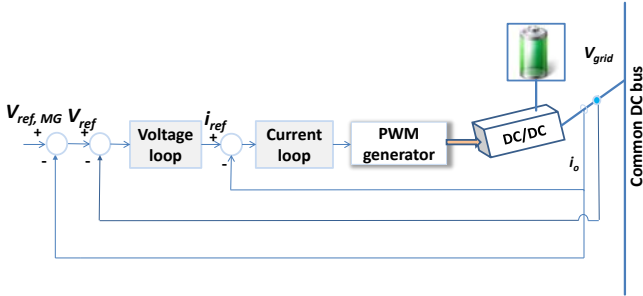 V_grid
Common DC bus
V_ref, MG
V_ref
i_ref
+
-
+
-
+
-
Voltage
loop
Current
loop
PWM
generator
DC/DC
i_o